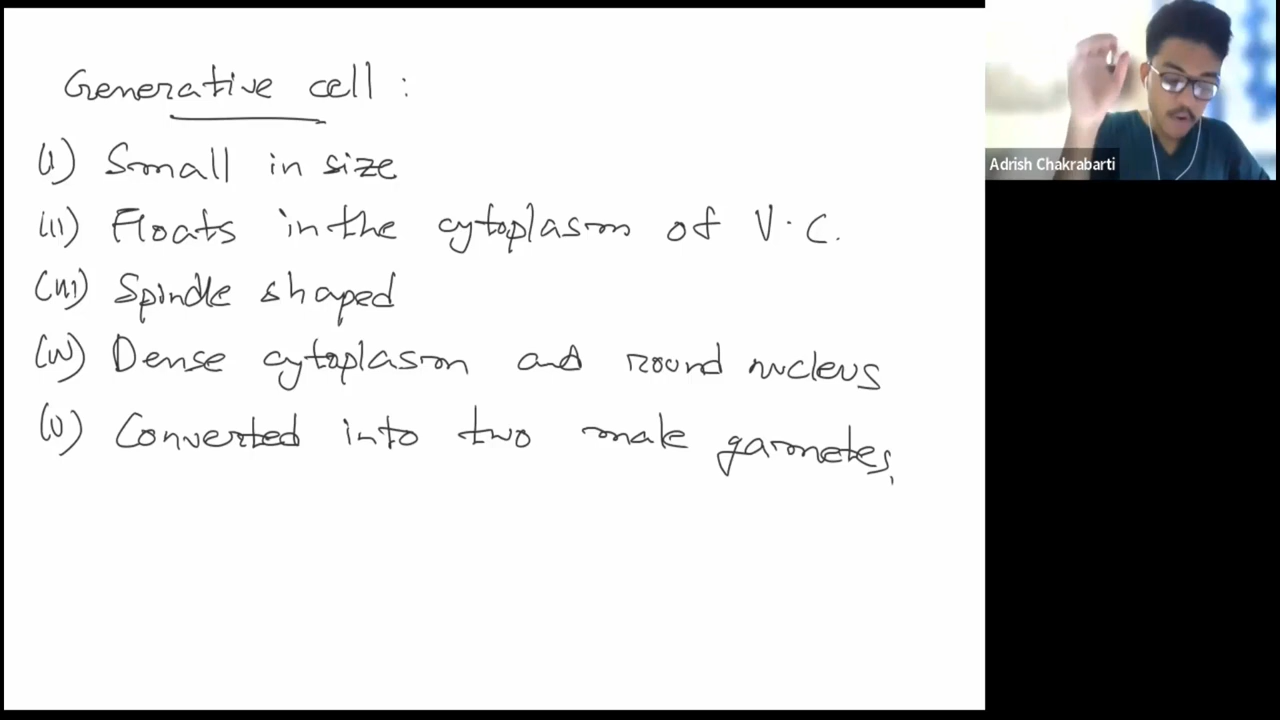 Generative cell :
(i) Small in size
(ii) Floats in the cytoplasm of V.C.
(iii) Spindle shaped
(iv) Dense cytoplasm and round nucleus
(v) Converted into two male gametes,
Adrish Chakrabarti